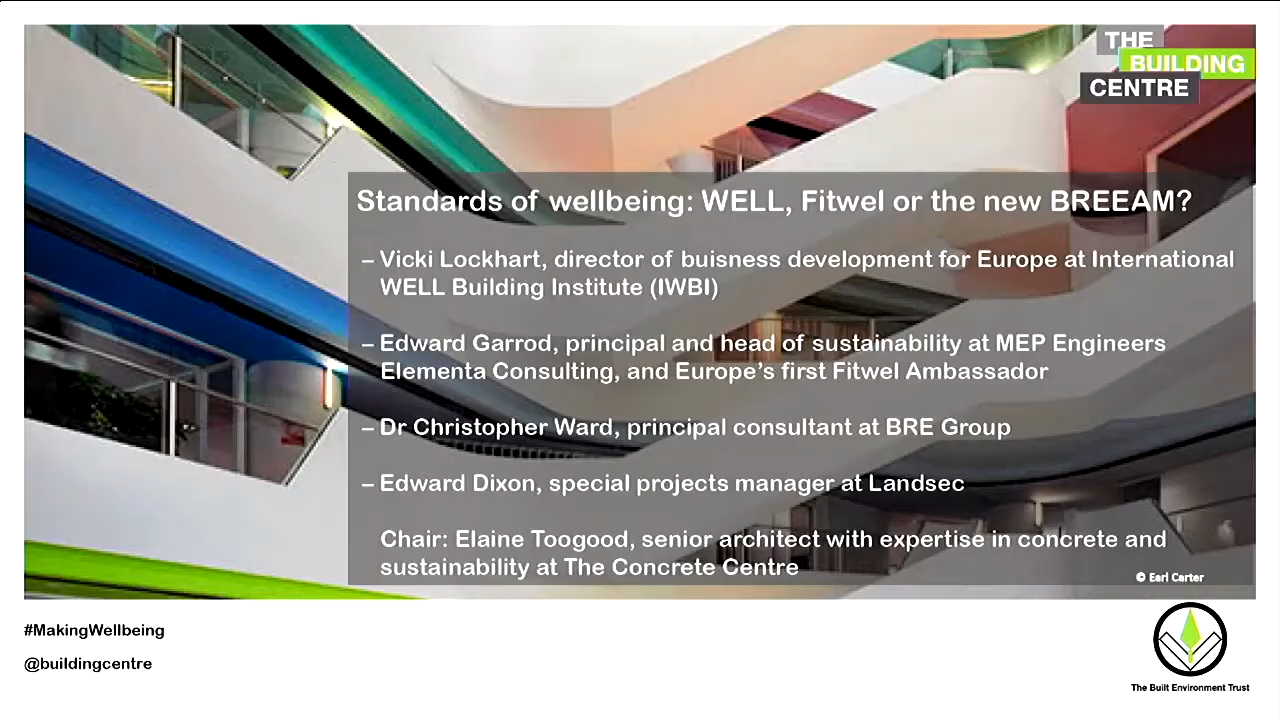 THE
BUILDING
CENTRE
Standards of wellbeing: WELL, Fitwel or the new BREEAM?
– Vicki Lockhart, director of buisness development for Europe at International
WELL Building Institute (IWBI)
– Edward Garrod, principal and head of sustainability at MEP Engineers
Elementa Consulting, and Europe's first Fitwel Ambassador
– Dr Christopher Ward, principal consultant at BRE Group
– Edward Dixon, special projects manager at Landsec
Chair: Elaine Toogood, senior architect with expertise in concrete and
sustainability at The Concrete Centre
© Earl Carter
#MakingWellbeing
@buildingcentre
The Built Environment Trust